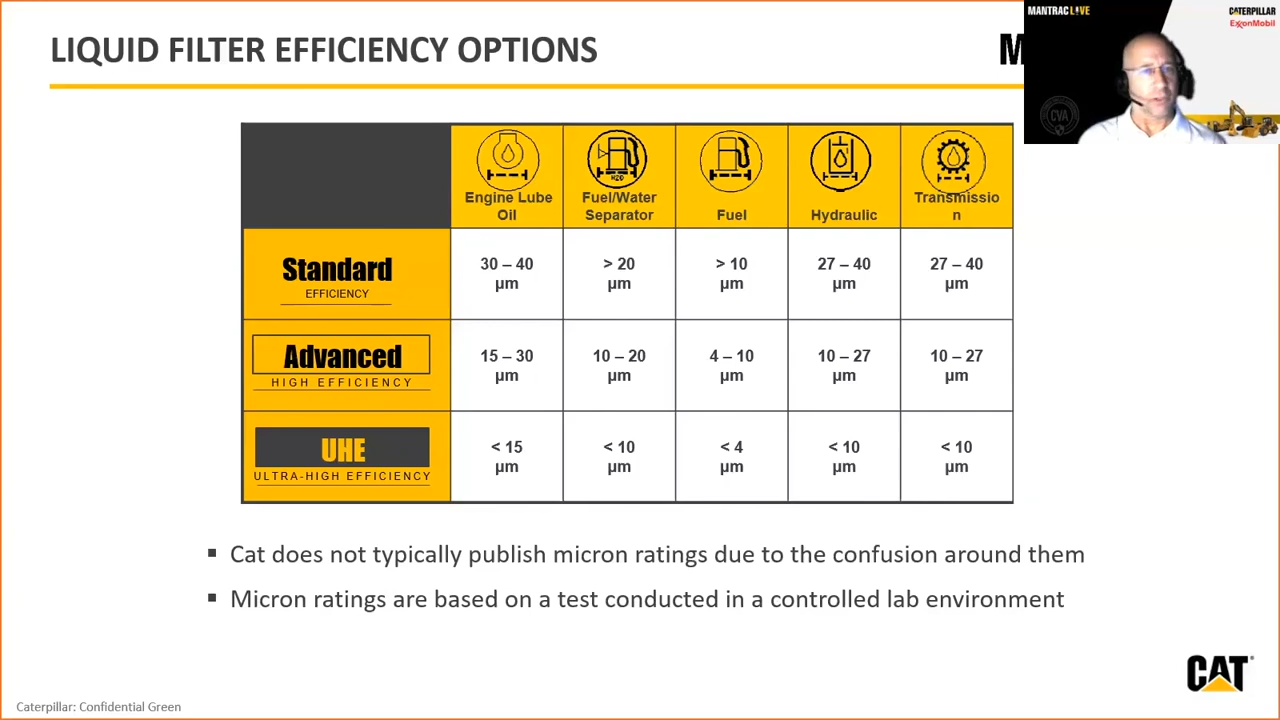 LIQUID FILTER EFFICIENCY OPTIONS
M
MANTRAC LIVE
CATERPILLAR
ExxonMobil
CVA
Engine Lube
Oil
Fuel/Water
Separator
Fuel
Hydraulic
Transmissio
n
H2O
Standard
EFFICIENCY
30 – 40
µm
> 20
µm
> 10
µm
27 – 40
µm
27 – 40
µm
Advanced
HIGH EFFICIENCY
15 – 30
µm
10 – 20
µm
4 – 10
µm
10 – 27
µm
10 – 27
µm
UHE
ULTRA-HIGH EFFICIENCY
< 15
µm
< 10
µm
< 4
µm
< 10
µm
< 10
µm
▪ Cat does not typically publish micron ratings due to the confusion around them
▪ Micron ratings are based on a test conducted in a controlled lab environment
CAT
Caterpillar: Confidential Green